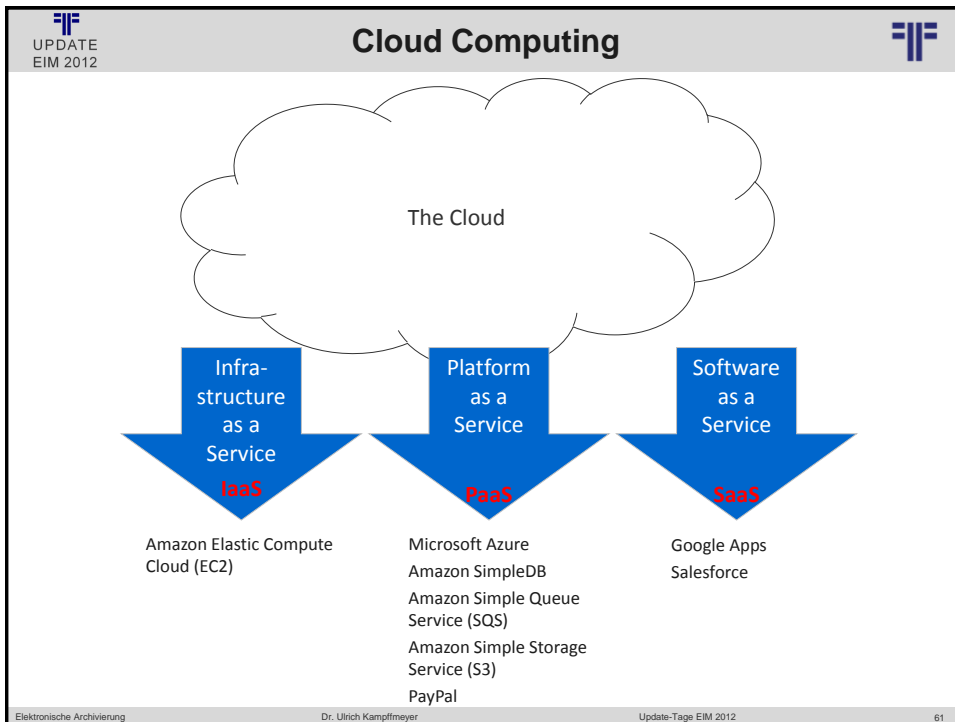 UPDATE
EIM 2012
Cloud Computing
The Cloud
Infra-
structure
as a
Service
IaaS
Platform
as a
Service
PaaS
Software
as a
Service
SaaS
Amazon Elastic Compute
Cloud (EC2)
Microsoft Azure
Amazon SimpleDB
Amazon Simple Queue
Service (SQS)
Amazon Simple Storage
Service (S3)
PayPal
Google Apps
Salesforce
Elektronische Archivierung
Dr. Ulrich Kampffmeyer
Update-Tage EIM 2012
61